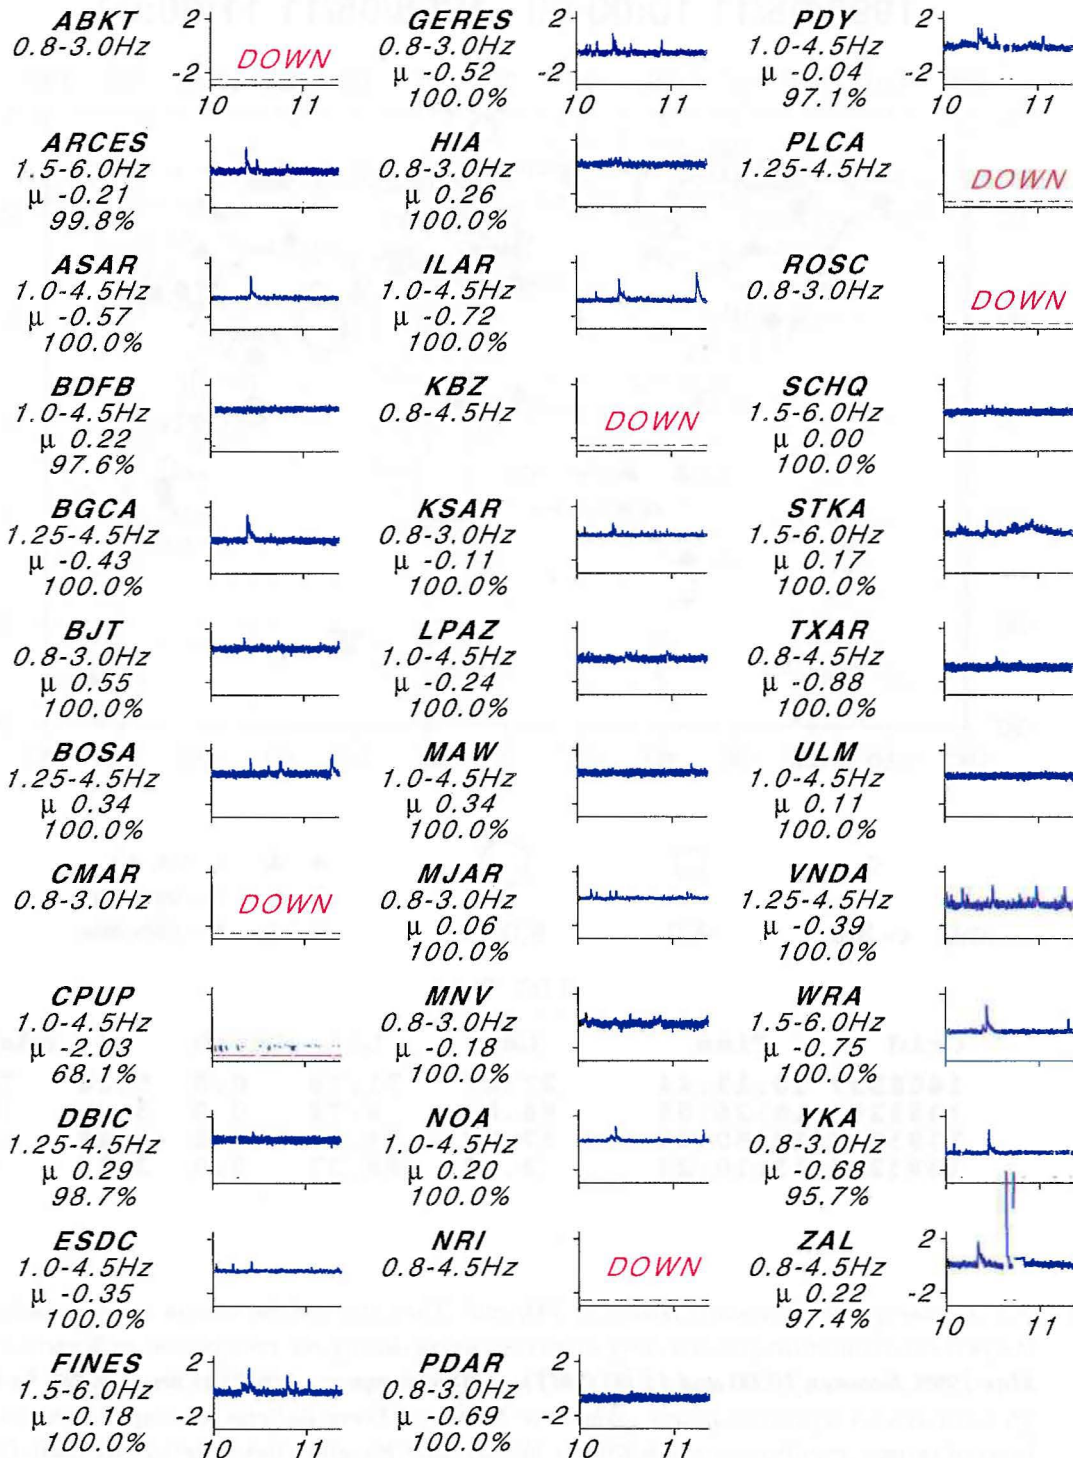 ABKT
0.8-3.0Hz
2
-2
DOWN
10 11
ARCES
1.5-6.0Hz
μ -0.21
99.8%
ASAR
1.0-4.5Hz
μ -0.57
100.0%
BDFB
1.0-4.5Hz
μ 0.22
97.6%
BGCA
1.25-4.5Hz
μ -0.43
100.0%
BJT
0.8-3.0Hz
μ 0.55
100.0%
BOSA
1.25-4.5Hz
μ 0.34
100.0%
CMAR
0.8-3.0Hz
DOWN
CPUP
1.0-4.5Hz
μ -2.03
68.1%
DBIC
1.25-4.5Hz
μ 0.29
98.7%
ESDC
1.0-4.5Hz
μ -0.35
100.0%
FINES
1.5-6.0Hz
μ -0.18
100.0%
2
-2
10 11
GERES
0.8-3.0Hz
μ -0.52
100.0%
2
-2
10 11
HIA
0.8-3.0Hz
μ 0.26
100.0%
ILAR
1.0-4.5Hz
μ -0.72
100.0%
KBZ
0.8-4.5Hz
DOWN
KSAR
0.8-3.0Hz
μ -0.11
100.0%
LPAZ
1.0-4.5Hz
μ -0.24
100.0%
MAW
1.0-4.5Hz
μ 0.34
100.0%
MJAR
0.8-3.0Hz
μ 0.06
100.0%
MNV
0.8-3.0Hz
μ -0.18
100.0%
NOA
1.0-4.5Hz
μ 0.20
100.0%
NRI
0.8-4.5Hz
DOWN
PDAR
0.8-3.0Hz
μ -0.69
100.0%
2
-2
10 11
PDY
1.0-4.5Hz
μ -0.04
97.1%
2
-2
10 11
PLCA
1.25-4.5Hz
DOWN
ROSC
0.8-3.0Hz
DOWN
SCHQ
1.5-6.0Hz
μ 0.00
100.0%
STKA
1.5-6.0Hz
μ 0.17
100.0%
TXAR
0.8-4.5Hz
μ -0.88
100.0%
ULM
1.0-4.5Hz
μ 0.11
100.0%
VNDA
1.25-4.5Hz
μ -0.39
100.0%
WRA
1.5-6.0Hz
μ -0.75
100.0%
YKA
0.8-3.0Hz
μ -0.68
95.7%
ZAL
0.8-4.5Hz
μ 0.22
97.4%
2
-2
10 11